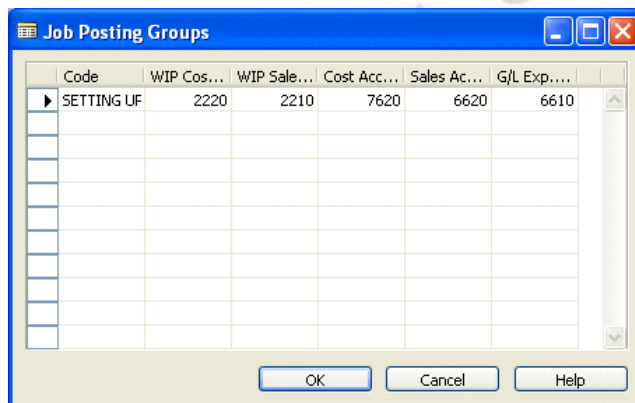 Job Posting Groups
Code WIP Cos... WIP Sale... Cost Acc... Sales Ac... G/L Exp....
SETTING UP 2220 2210 7620 6620 6610
OK Cancel Help